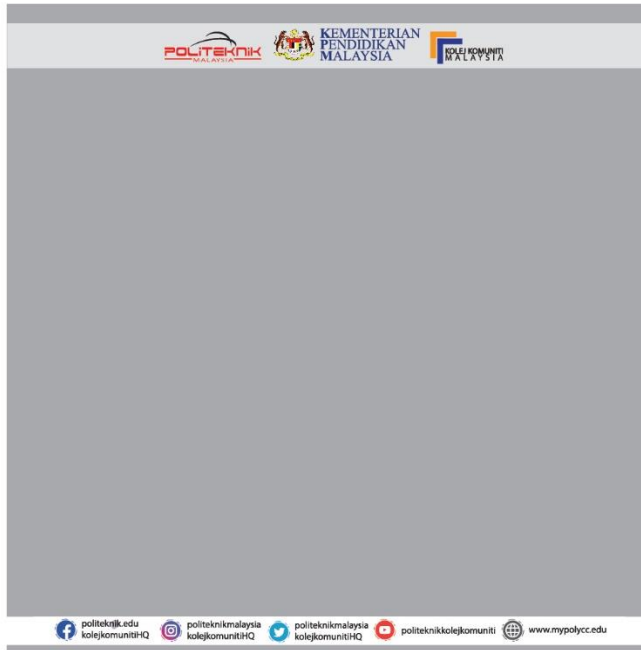 POLITEKNIK
MALAYSIA
KEMENTERIAN
PENDIDIKAN
MALAYSIA
KOLEJ KOMUNITI
MALAYSIA
politeknik.edu
kolejkomunitiHQ
politeknikmalaysia
kolejkomunitiHQ
politeknikmalaysia
kolejkomunitiHQ
politeknikkolejkomuniti
www.mypolycc.edu